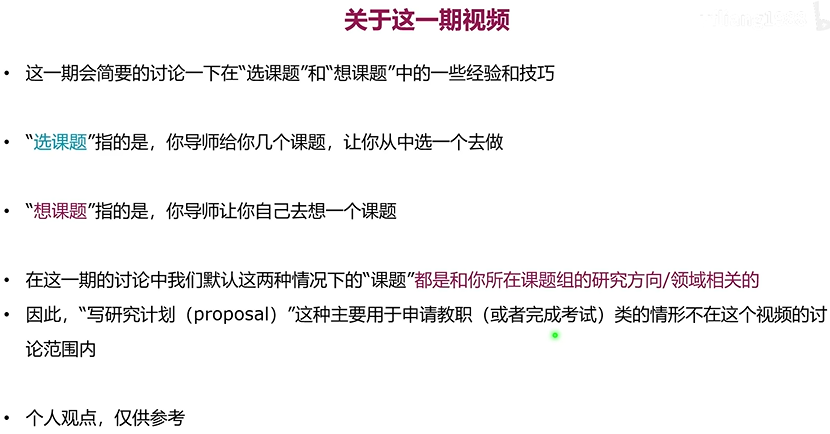 关于这一期视频
• 这一期会简要的讨论一下在“选课题”和“想课题”中的一些经验和技巧
• “选课题”指的是，你导师给你几个课题，让你从中选一个去做
• “想课题”指的是，你导师让你自己去想一个课题
• 在这一期的讨论中我们默认这两种情况下的“课题”都是和你所在课题组的研究方向/领域相关的
• 因此，“写研究计划（proposal）”这种主要用于申请教职（或者完成考试）类的情形不在这个视频的讨
论范围内
• 个人观点，仅供参考